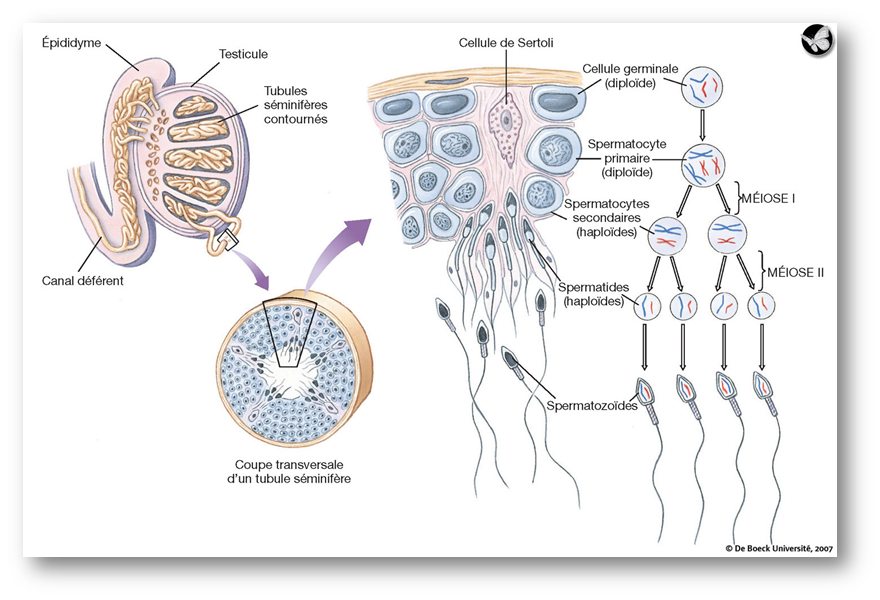 Épididyme
Testicule
Tubules
séminifères
contournés
Canal déférent
Coupe transversale
d'un tubule séminifère
Cellule de Sertoli
Cellule germinale
(diploïde)
Spermatocyte
primaire
(diploïde)
MÉIOSE I
Spermatocytes
secondaires
(haploïdes)
MÉIOSE II
Spermatides
(haploïdes)
Spermatozoïdes
© De Boeck Université, 2007